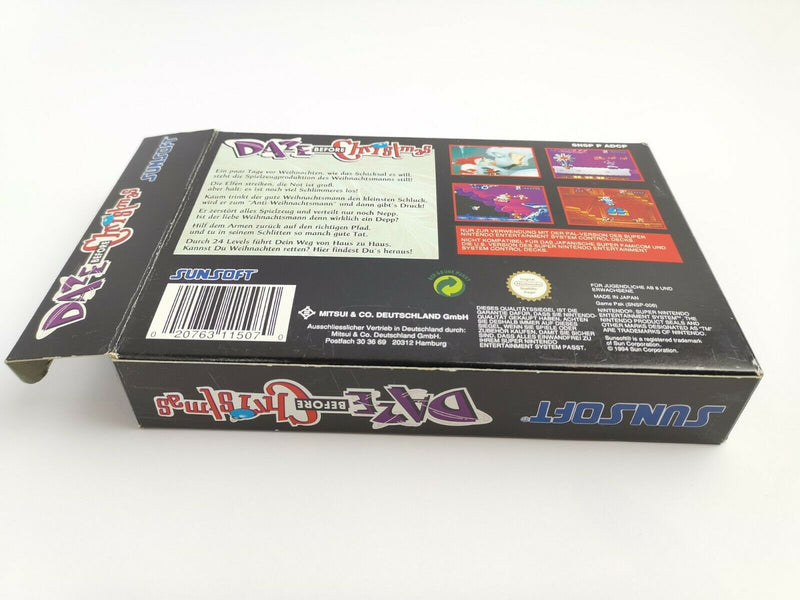 DAZE BEFORE Christmas
SNSP P ADCP
Ein paar Tage vor Weihnachten, wie das Schicksal es will,
steht die Spielzeugproduktion des Weihnachtsmanns still!
Die Elfen streiken, die Not ist groß,
aber halt: es ist noch viel Schlimmeres los!
Kaum trinkt der gute Weihnachtsmann den kleinsten Schluck,
wird er zum "Anti-Weihnachtsmann" und dann gibt's Druck!
Er zerstört alles Spielzeug und verteilt nur noch Nepp.
Ist der liebe Weihnachtsmann denn wirklich ein Depp?
Hilf dem Armen zurück auf den richtigen Pfad.
und tu in seinem Schlitten so manch gute Tat.
Durch 24 Levels führt Dein Weg von Haus zu Haus.
Kannst Du Weihnachten retten? Hier findest Du's heraus!
NUR ZUR VERWENDUNG MIT DER PAL-VERSION DES SUPER
NINTENDO ENTERTAINMENT SYSTEM CONTROL DECKS.
NICHT KOMPATIBEL FÜR DAS JAPANISCHE SUPER FAMICOM UND
DIE U.S. VERSION DES SUPER NINTENDO ENTERTAINMENT
SYSTEM CONTROL DECKS.
SUNSOFT
0 20763 11507 0
DER GRÜNE PUNKT
MITSUI & CO. DEUTSCHLAND GmbH
Ausschliesslicher Vertrieb in Deutschland durch:
Mitsui & Co. Deutschland GmbH.
Postfach 30 36 69 20312 Hamburg
Nintendo
DIESES QUALITÄTSSIEGEL IST DIE
GARANTIE DAFÜR, DASS SIE NINTENDO
QUALITÄT GEKAUFT HABEN. ACHTEN
SIE DESHALB IMMER AUF DIESES
SIEGEL, WENN SIE SPIELE ODER
ZUBEHÖR KAUFEN, DAMIT SIE SICHER
SIND, DASS ALLES EINWANDFREI ZU
IHREM SUPER NINTENDO
ENTERTAINMENT SYSTEM PASST.
FÜR JUGENDLICHE AB 6 UND
ERWACHSENE
MADE IN JAPAN
Game Pak (SNSP-006)
NINTENDO®, SUPER NINTENDO
ENTERTAINMENT SYSTEM™, THE
NINTENDO PRODUCT SEALS AND
OTHER MARKS DESIGNATED AS "TM"
ARE TRADEMARKS OF NINTENDO.
Sunsoft® is a registered trademark
of Sun Corporation.
© 1994 Sun Corporation.
SUNSOFT
DAZE BEFORE Christmas
DAZE BEFORE Christmas
SUNSOFT®